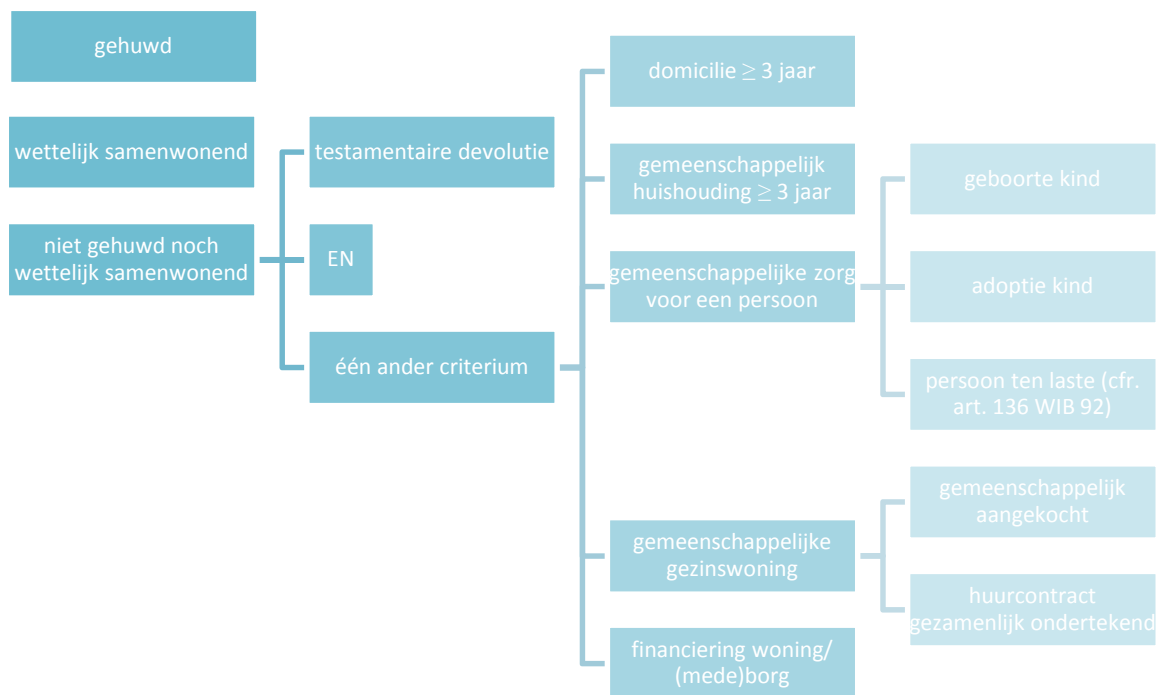 gehuwd
wettelijk samenwonend
niet gehuwd noch
wettelijk samenwonend
testamentaire devolutie
EN
één ander criterium
domicilie ≥ 3 jaar
gemeenschappelijk
huishouding ≥ 3 jaar
gemeenschappelijke zorg
voor een persoon
geboorte kind
adoptie kind
persoon ten laste (cfr.
art. 136 WIB 92)
gemeenschappelijke
gezinswoning
gemeenschappelijk
aangekocht
huurcontract
gezamenlijk ondertekend
financiering woning/
(mede)borg